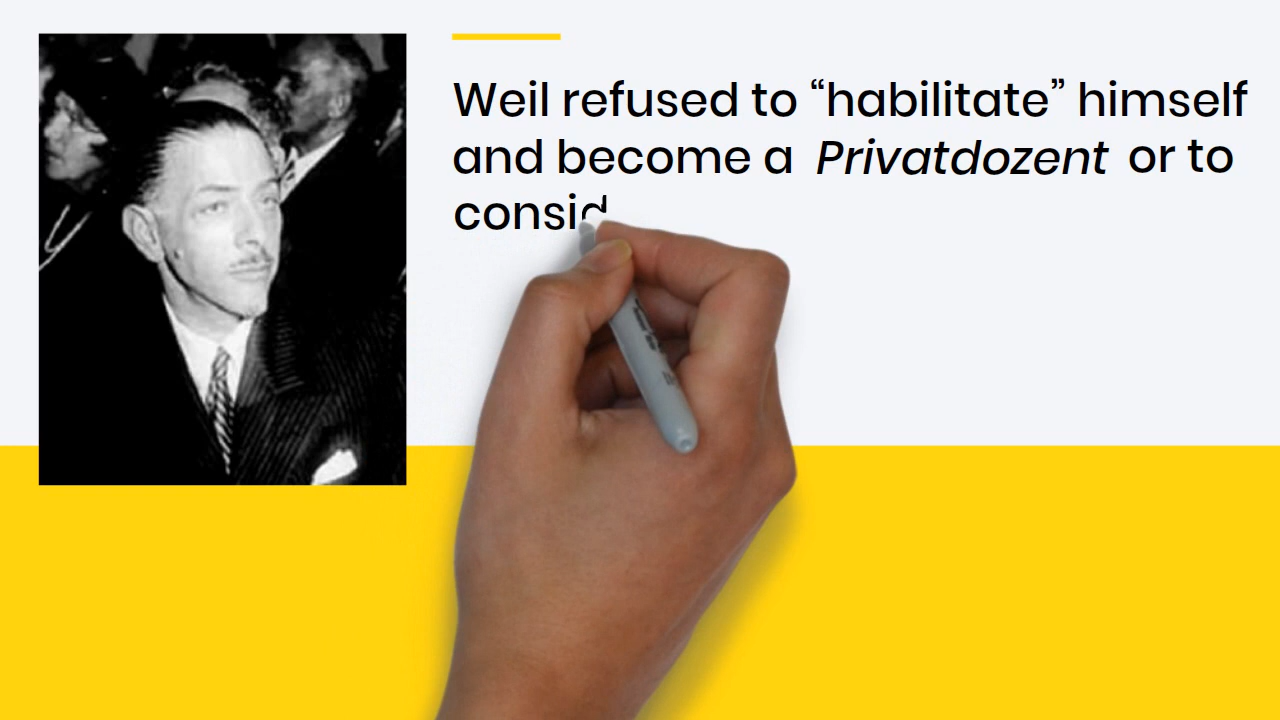 Weil refused to “habilitate” himself
and become a Privatdozent or to
consid